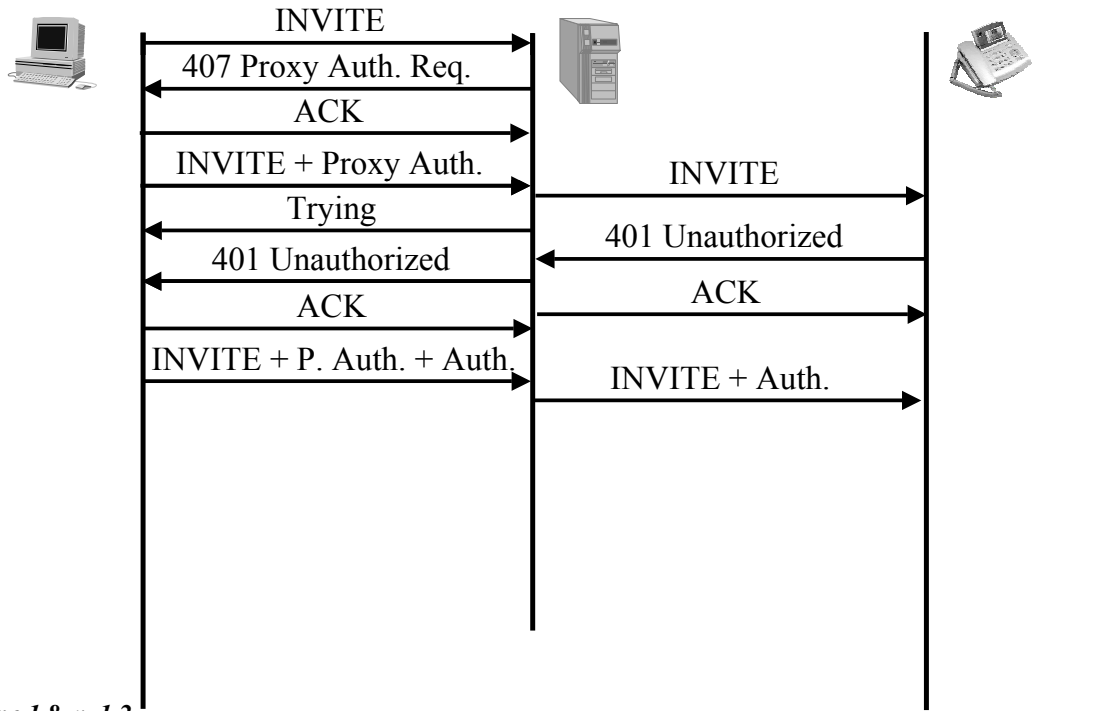 INVITE
407 Proxy Auth. Req.
ACK
INVITE + Proxy Auth.
INVITE
Trying
401 Unauthorized
401 Unauthorized
ACK
ACK
INVITE + P. Auth. + Auth.
INVITE + Auth.